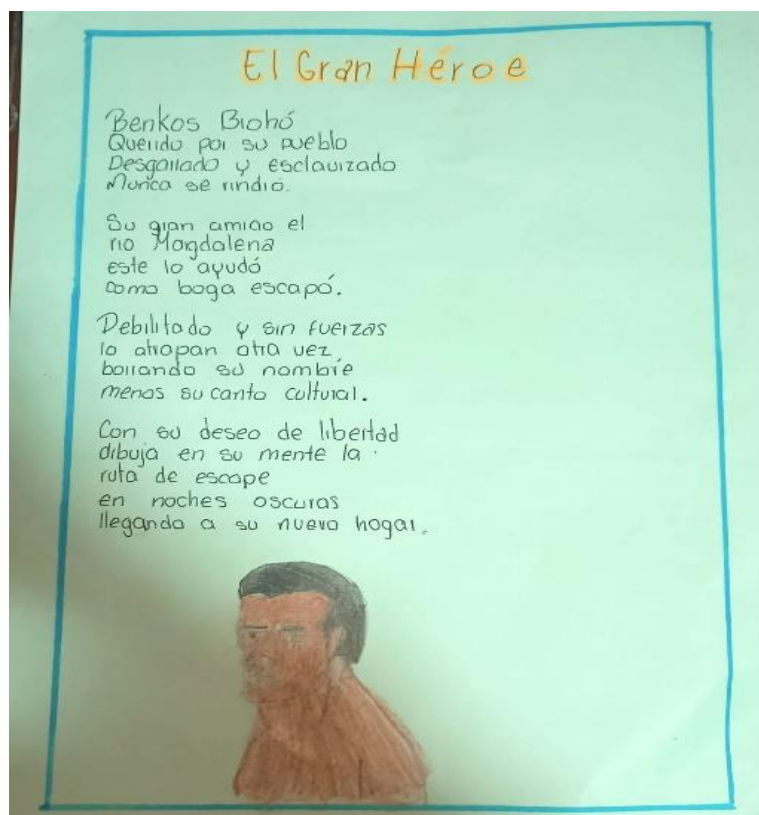 El Gran Héroe
Benkos Biohó
Querido por su pueblo
Desgarrado y esclavizado
Nunca se rindió.
Su gran amigo el
rio Magdalena
este lo ayudó
como boga escapó.
Debilitado y sin fuerzas
lo atrapan otra vez,
borrando su nombre
menos su canto cultural.
Con su deseo de libertad
dibuja en su mente la
ruta de escape
en noches oscuras
llegando a su nuevo hogar.